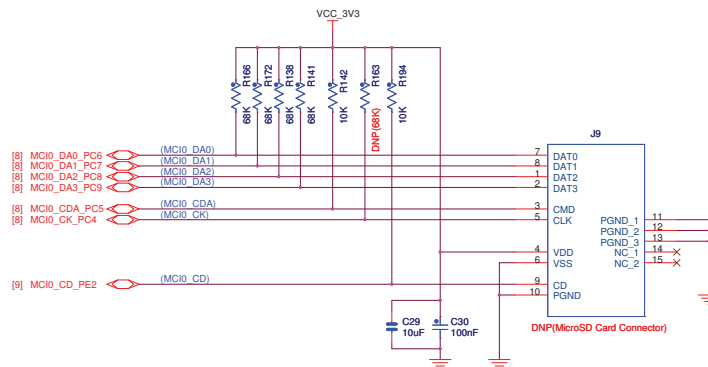 VCC_3V3
R166
R172
R138
R141
R142
R163
R194
68K
68K
68K
68K
10K
DNP(68K)
10K
J9
[8] MCI0_DA0_PC6 (MCI0_DA0) 7 DAT0
[8] MCI0_DA1_PC7 (MCI0_DA1) 8 DAT1
[8] MCI0_DA2_PC8 (MCI0_DA2) 1 DAT2
[8] MCI0_DA3_PC9 (MCI0_DA3) 2 DAT3
[8] MCI0_CDA_PC5 (MCI0_CDA) 3 CMD
[8] MCI0_CK_PC4 (MCI0_CK) 5 CLK
PGND_1 11
PGND_2 12
PGND_3 13
4 VDD NC_1 14
6 VSS NC_2 15
[9] MCI0_CD_PE2 (MCI0_CD) 9 CD
10 PGND
C29
10uF
C30
100nF
DNP(MicroSD Card Connector)